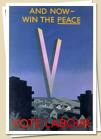 AND NOW-
WIN THE PEACE
VOTE LABOUR